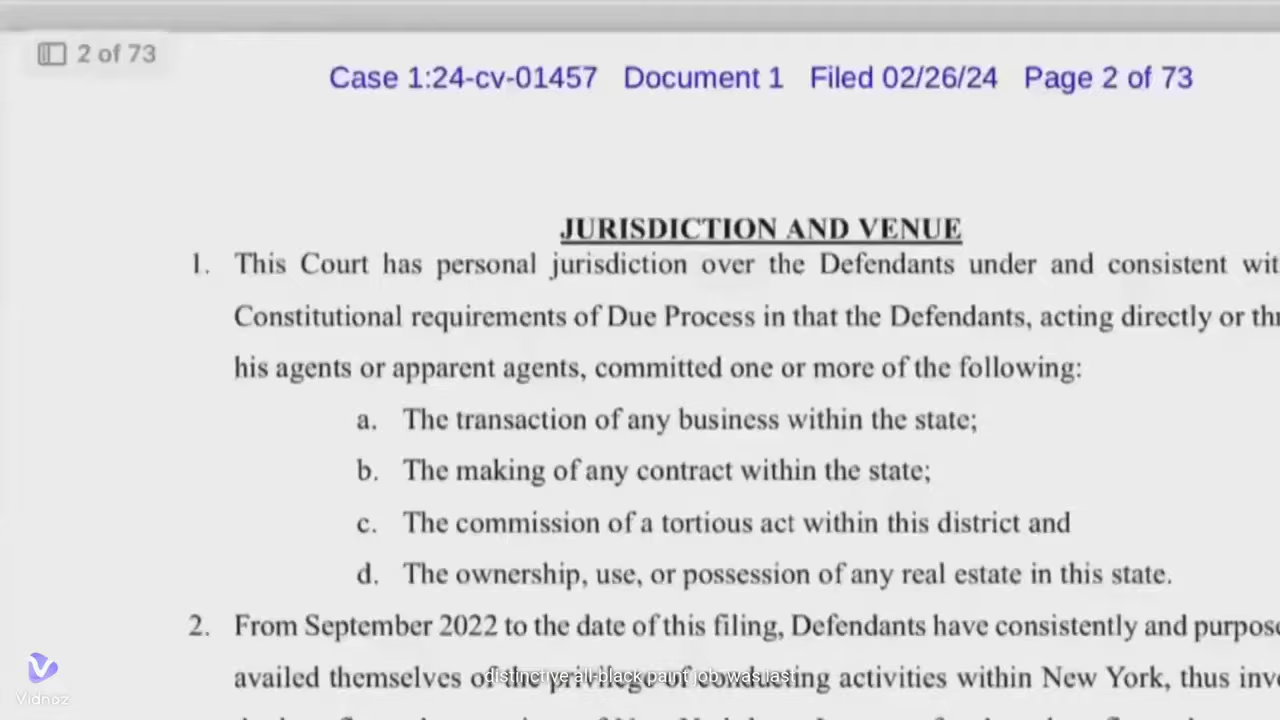 2 of 73
Case 1:24-cv-01457 Document 1 Filed 02/26/24 Page 2 of 73
JURISDICTION AND VENUE
1. This Court has personal jurisdiction over the Defendants under and consistent wit
Constitutional requirements of Due Process in that the Defendants, acting directly or thr
his agents or apparent agents, committed one or more of the following:
a. The transaction of any business within the state;
b. The making of any contract within the state;
c. The commission of a tortious act within this district and
d. The ownership, use, or possession of any real estate in this state.
2. From September 2022 to the date of this filing, Defendants have consistently and purpose
availed themselves of the privilege of conducting activities within New York, thus inv
distinctive all-black paint job, was last
Vidnoz